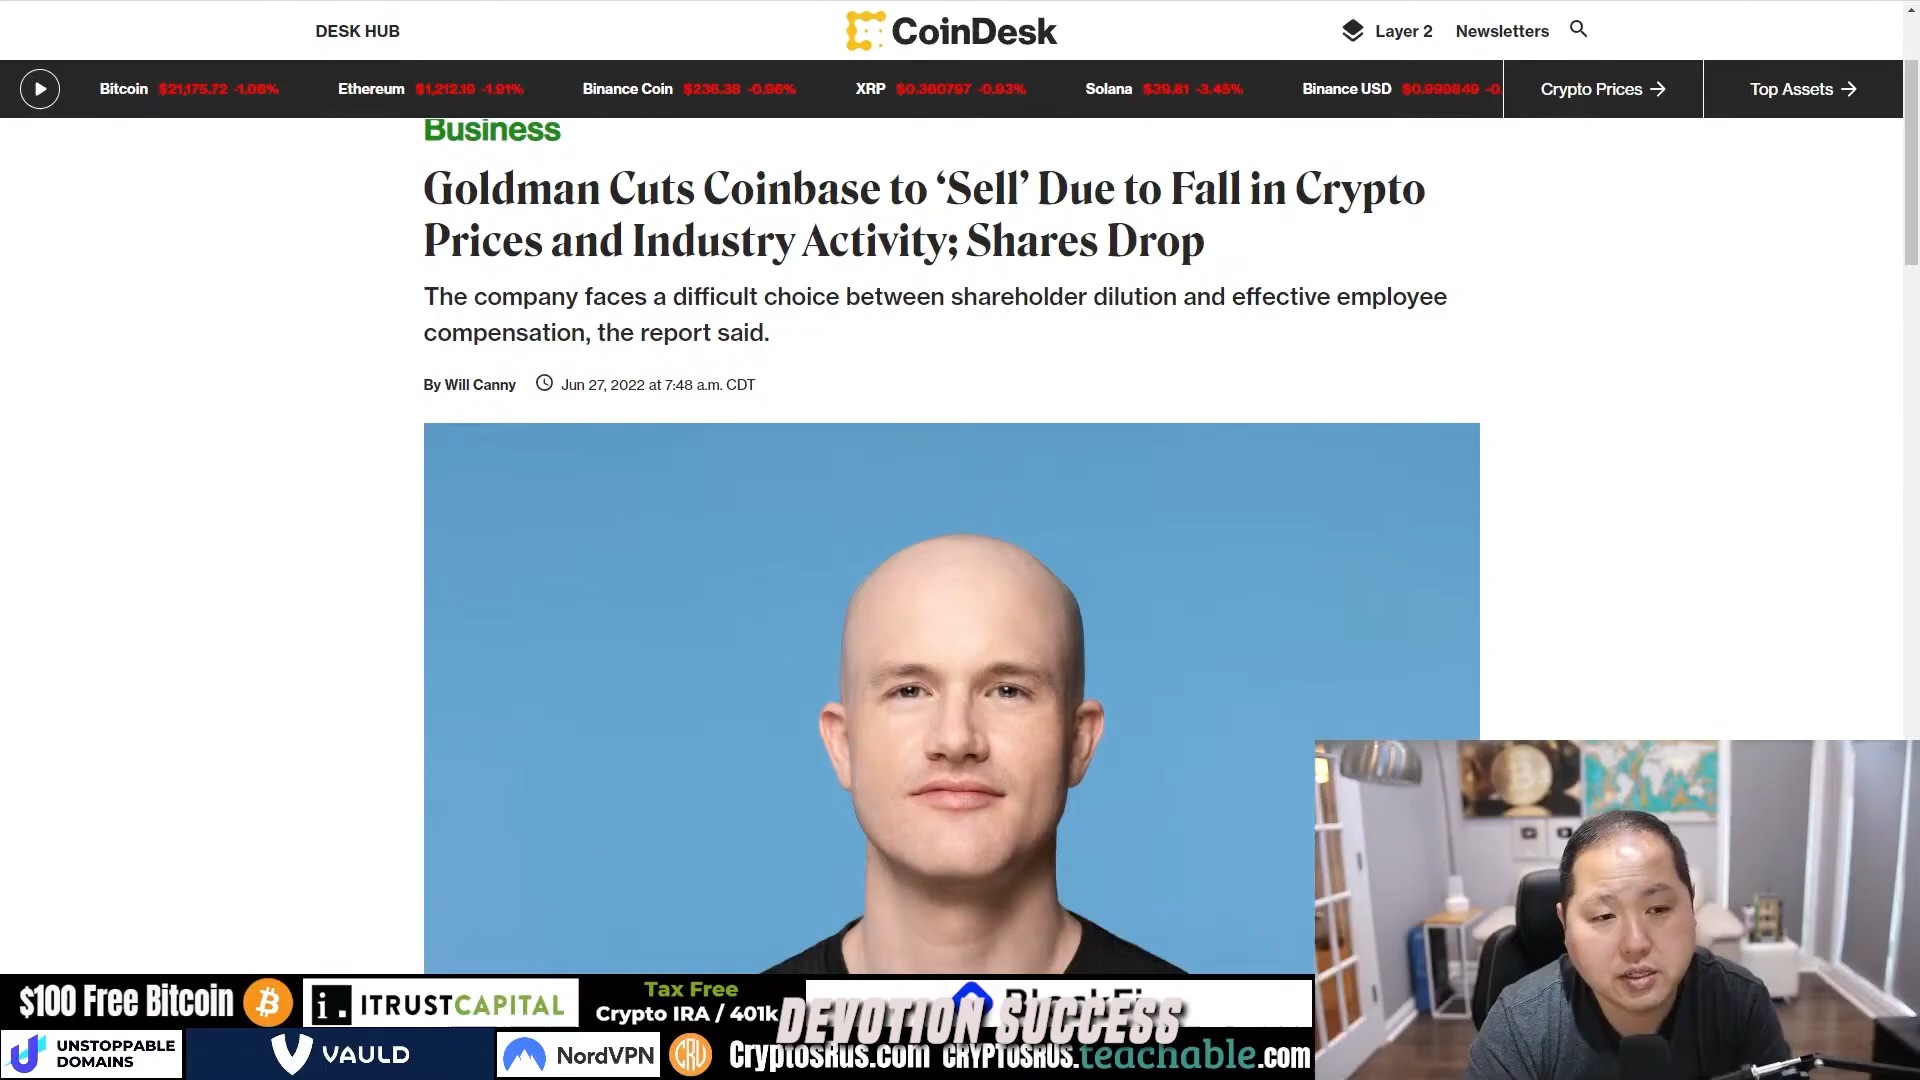 DESK HUB
CoinDesk
Layer 2
Newsletters
Bitcoin $21,175.72 -1.08%
Ethereum $1,212.19 -1.91%
Binance Coin $236.38 -0.96%
XRP $0.360797 -0.93%
Solana $39.81 -3.45%
Binance USD $0.999849 -0.
Crypto Prices →
Top Assets →
Business
Goldman Cuts Coinbase to ‘Sell’ Due to Fall in Crypto
Prices and Industry Activity; Shares Drop
The company faces a difficult choice between shareholder dilution and effective employee
compensation, the report said.
By Will Canny
Jun 27, 2022 at 7:48 a.m. CDT
$100 Free Bitcoin
i. ITRUSTCAPITAL
Tax Free
Crypto IRA / 401k
DEVOTION SUCCESS
UNSTOPPABLE
DOMAINS
VAULD
NordVPN
CRU
CryptosRus.com
CRYPTOSRUS.teachable.com